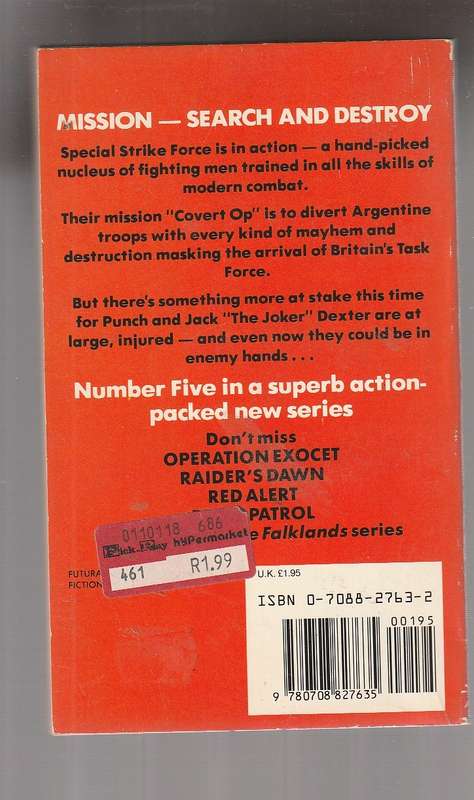 MISSION — SEARCH AND DESTROY
Special Strike Force is in action — a hand-picked
nucleus of fighting men trained in all the skills of
modern combat.
Their mission "Covert Op" is to divert Argentine
troops with every kind of mayhem and
destruction masking the arrival of Britain's Task
Force.
But there's something more at stake this time
for Punch and Jack "The Joker" Dexter are at
large, injured — and even now they could be in
enemy hands . . .
Number Five in a superb action-
packed new series
Don't miss
OPERATION EXOCET
RAIDER'S DAWN
RED ALERT
PATROL
Falklands series
0110118 686
Pick 'n Pay hyPermarket
461 R1.99
FUTURA
FICTION
U.K. £1.95
ISBN 0-7088-2763-2
00195
9 780708 827635